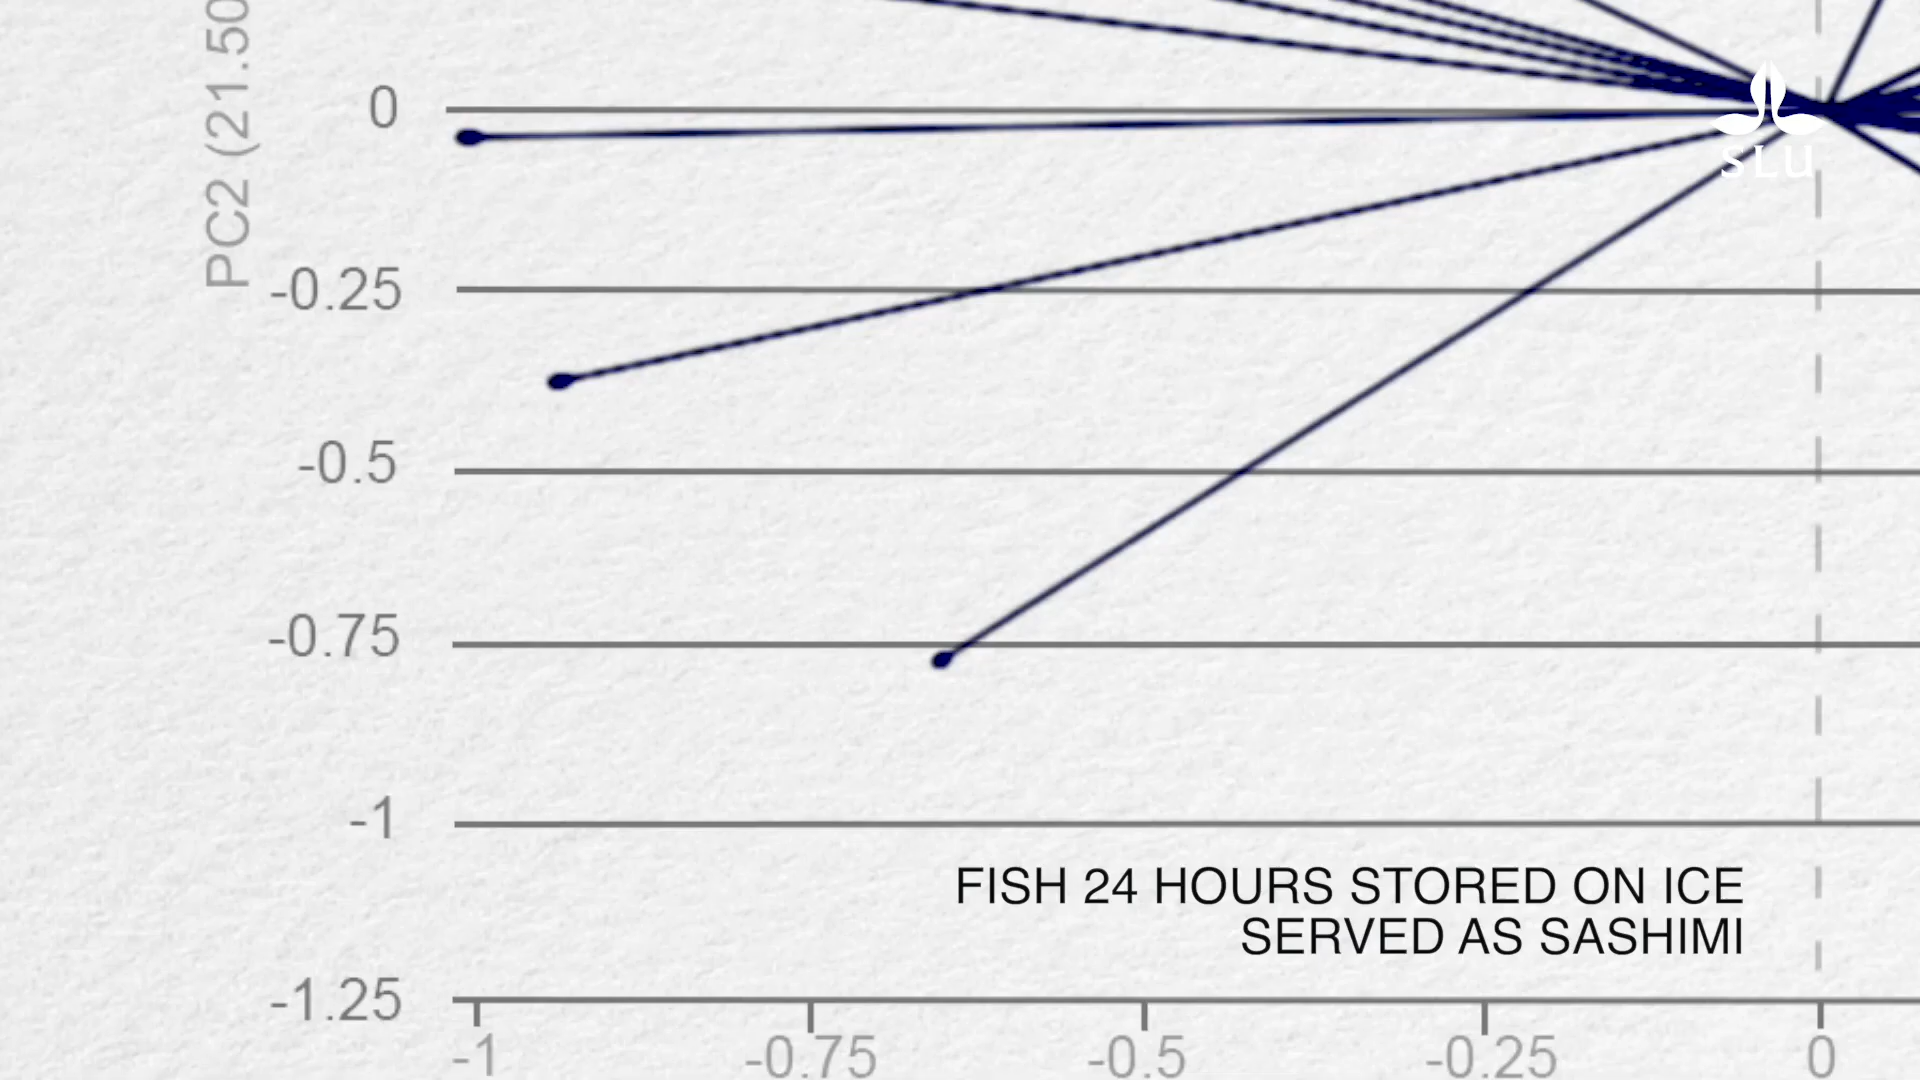 PC2 (21.50
0
SLU
-0.25
-0.5
-0.75
-1
FISH 24 HOURS STORED ON ICE
SERVED AS SASHIMI
-1.25
-1 -0.75 -0.5 -0.25 0